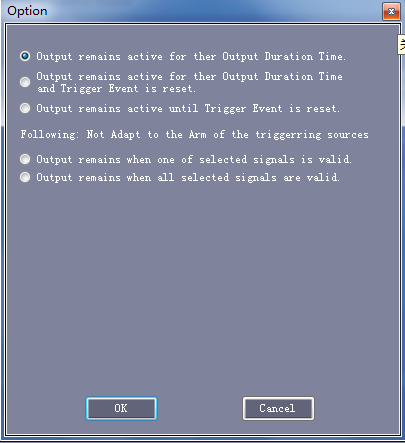 Option
Output remains active for ther Output Duration Time.
Output remains active for ther Output Duration Time
and Trigger Event is reset.
Output remains active until Trigger Event is reset.
Following: Not Adapt to the Arm of the triggerring sources
Output remains when one of selected signals is valid.
Output remains when all selected signals are valid.
OK
Cancel